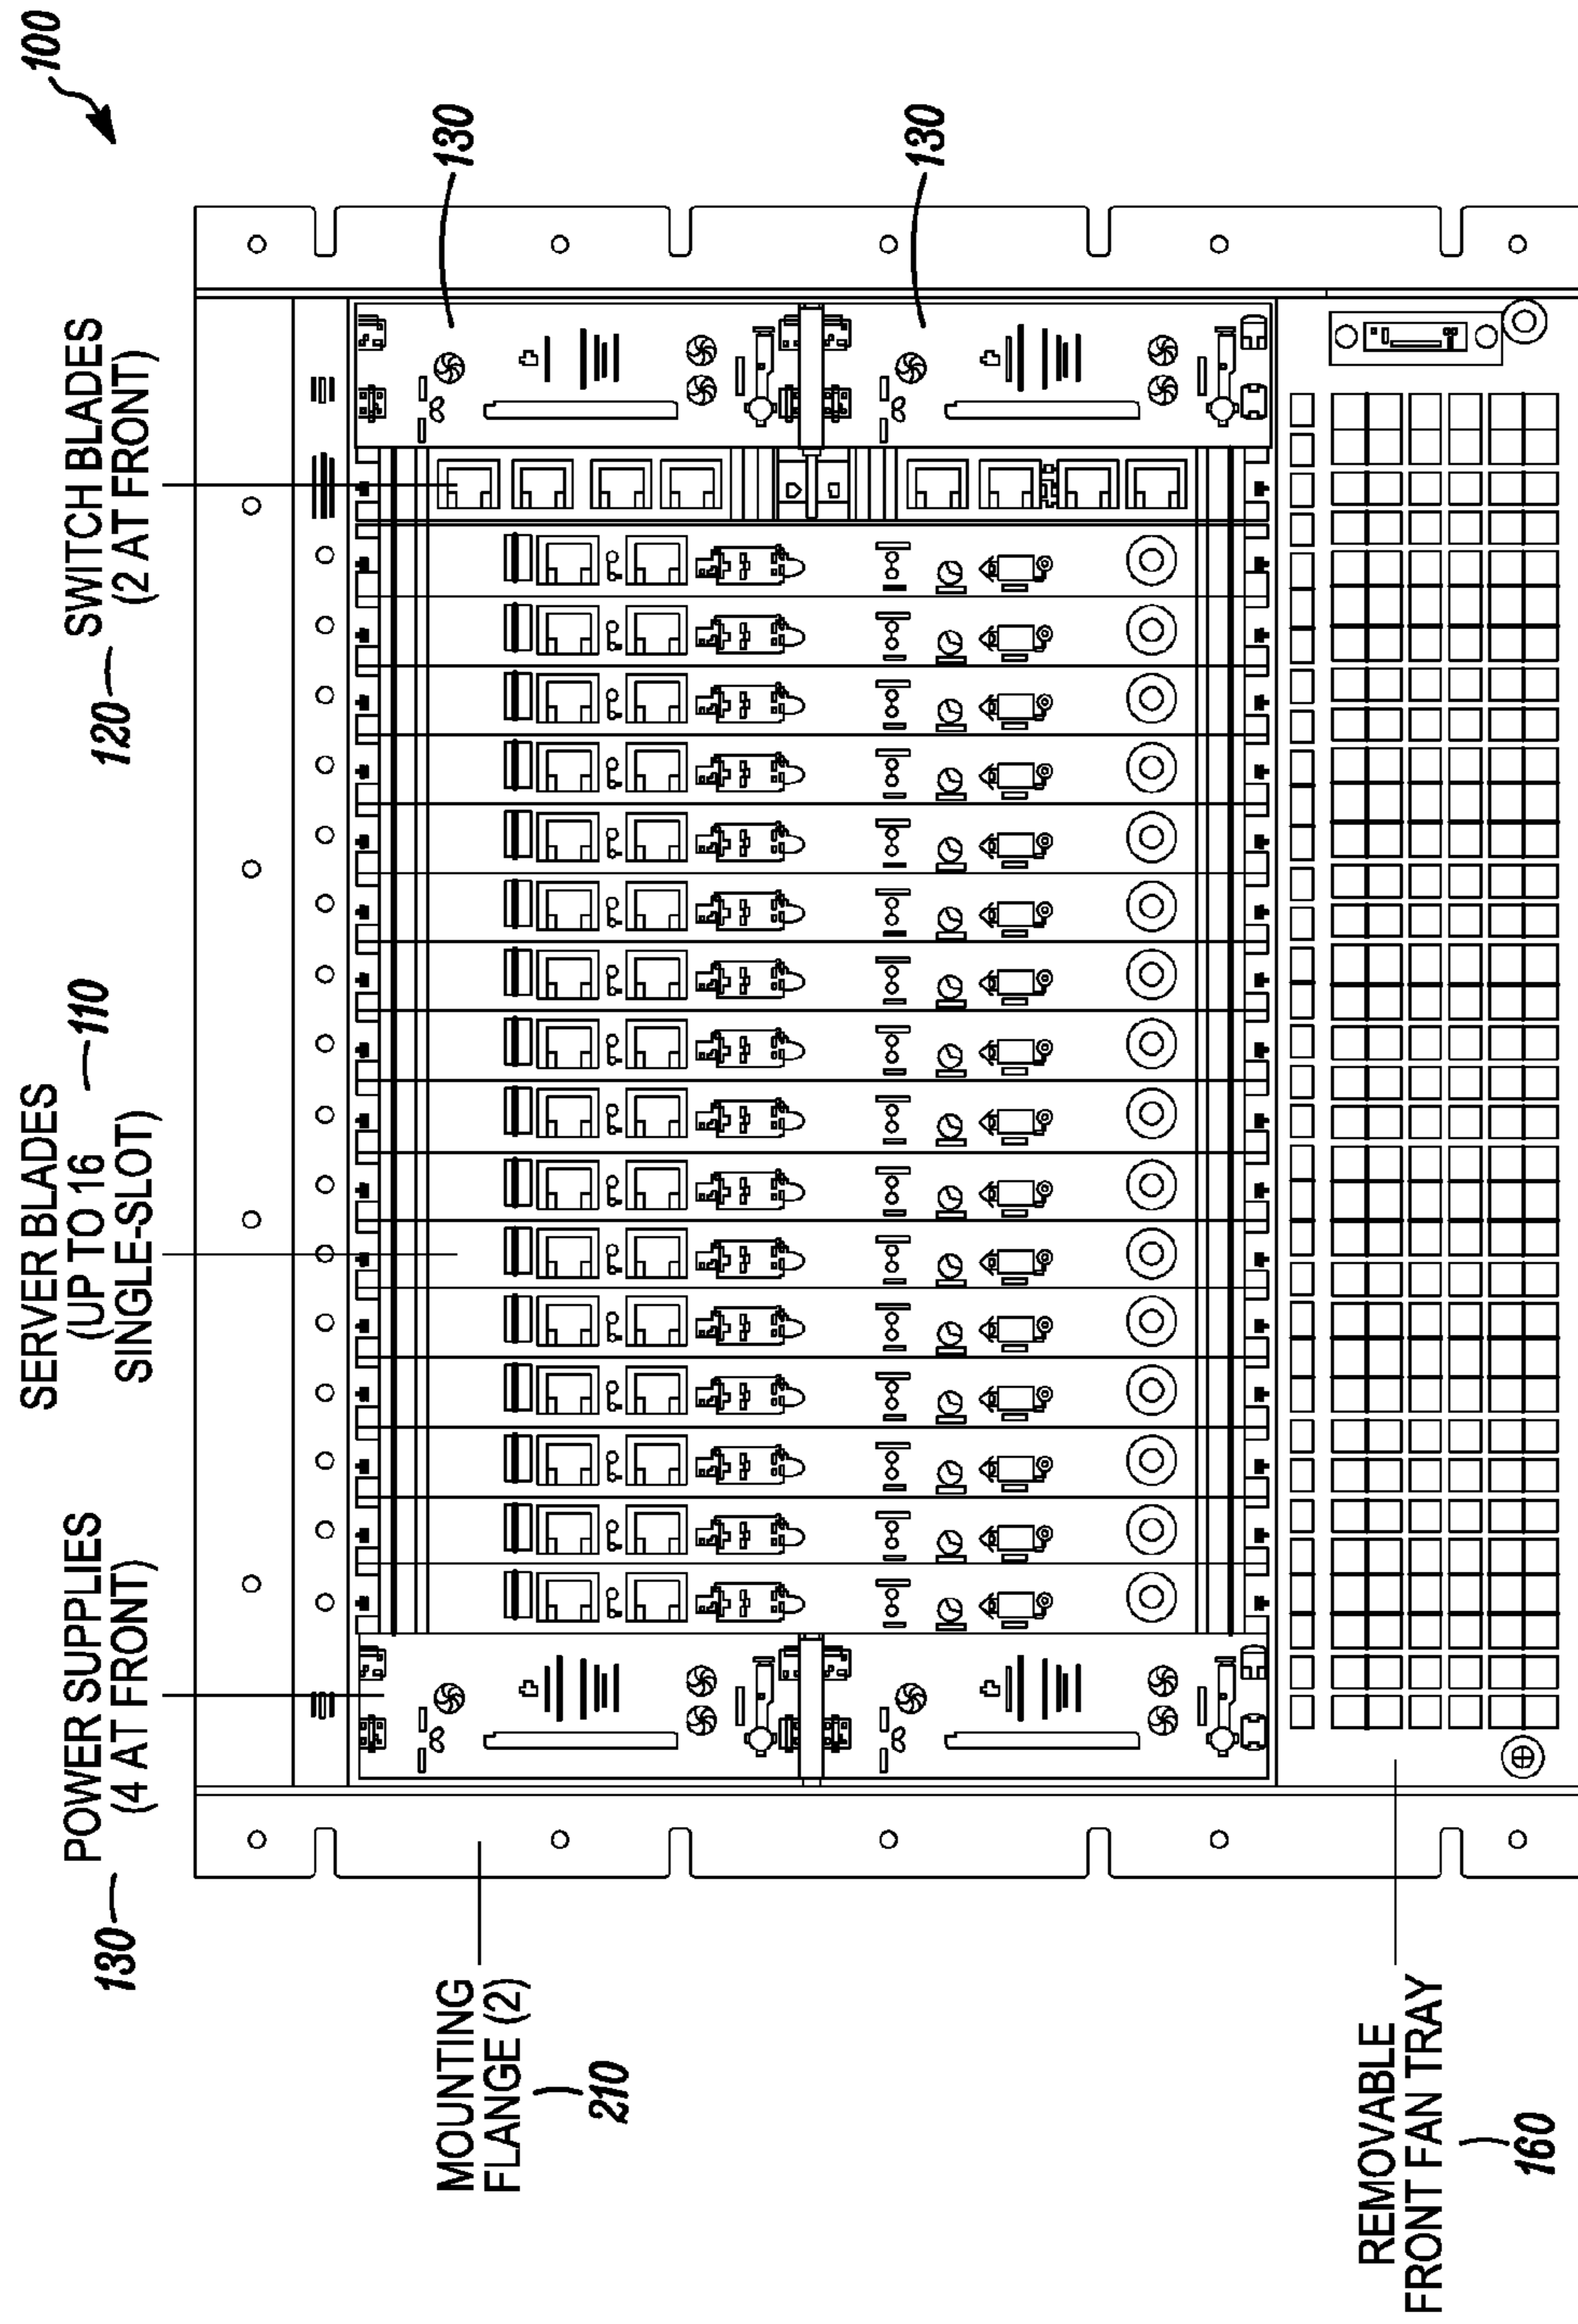 100
130
POWER SUPPLIES
(4 AT FRONT)
SERVER BLADES
(UP TO 16
SINGLE-SLOT)
110
120
SWITCH BLADES
(2 AT FRONT)
130
130
MOUNTING
FLANGE (2)
210
REMOVABLE
FRONT FAN TRAY
160